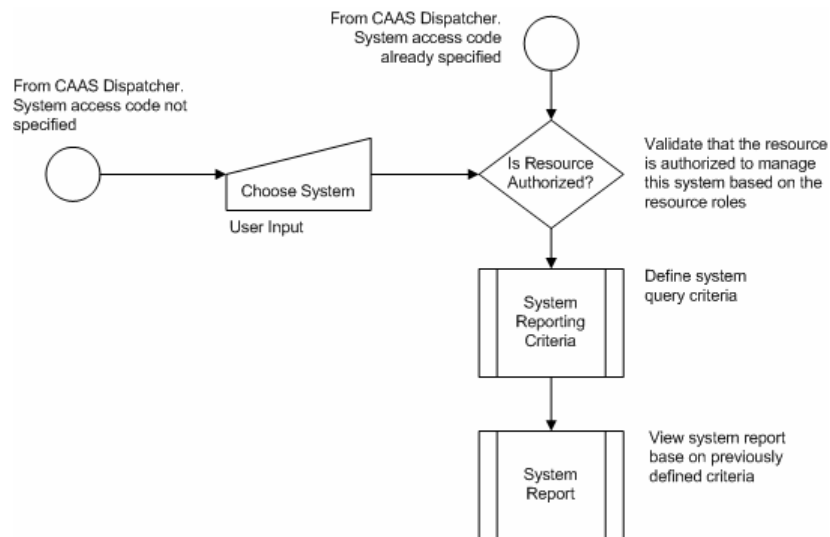 From CAAS Dispatcher.
System access code
already specified
From CAAS Dispatcher.
System access code not
specified
Choose System
User Input
Is Resource
Authorized?
Validate that the resource
is authorized to manage
this system based on the
resource roles
System
Reporting
Criteria
Define system
query criteria
System
Report
View system report
base on previously
defined criteria